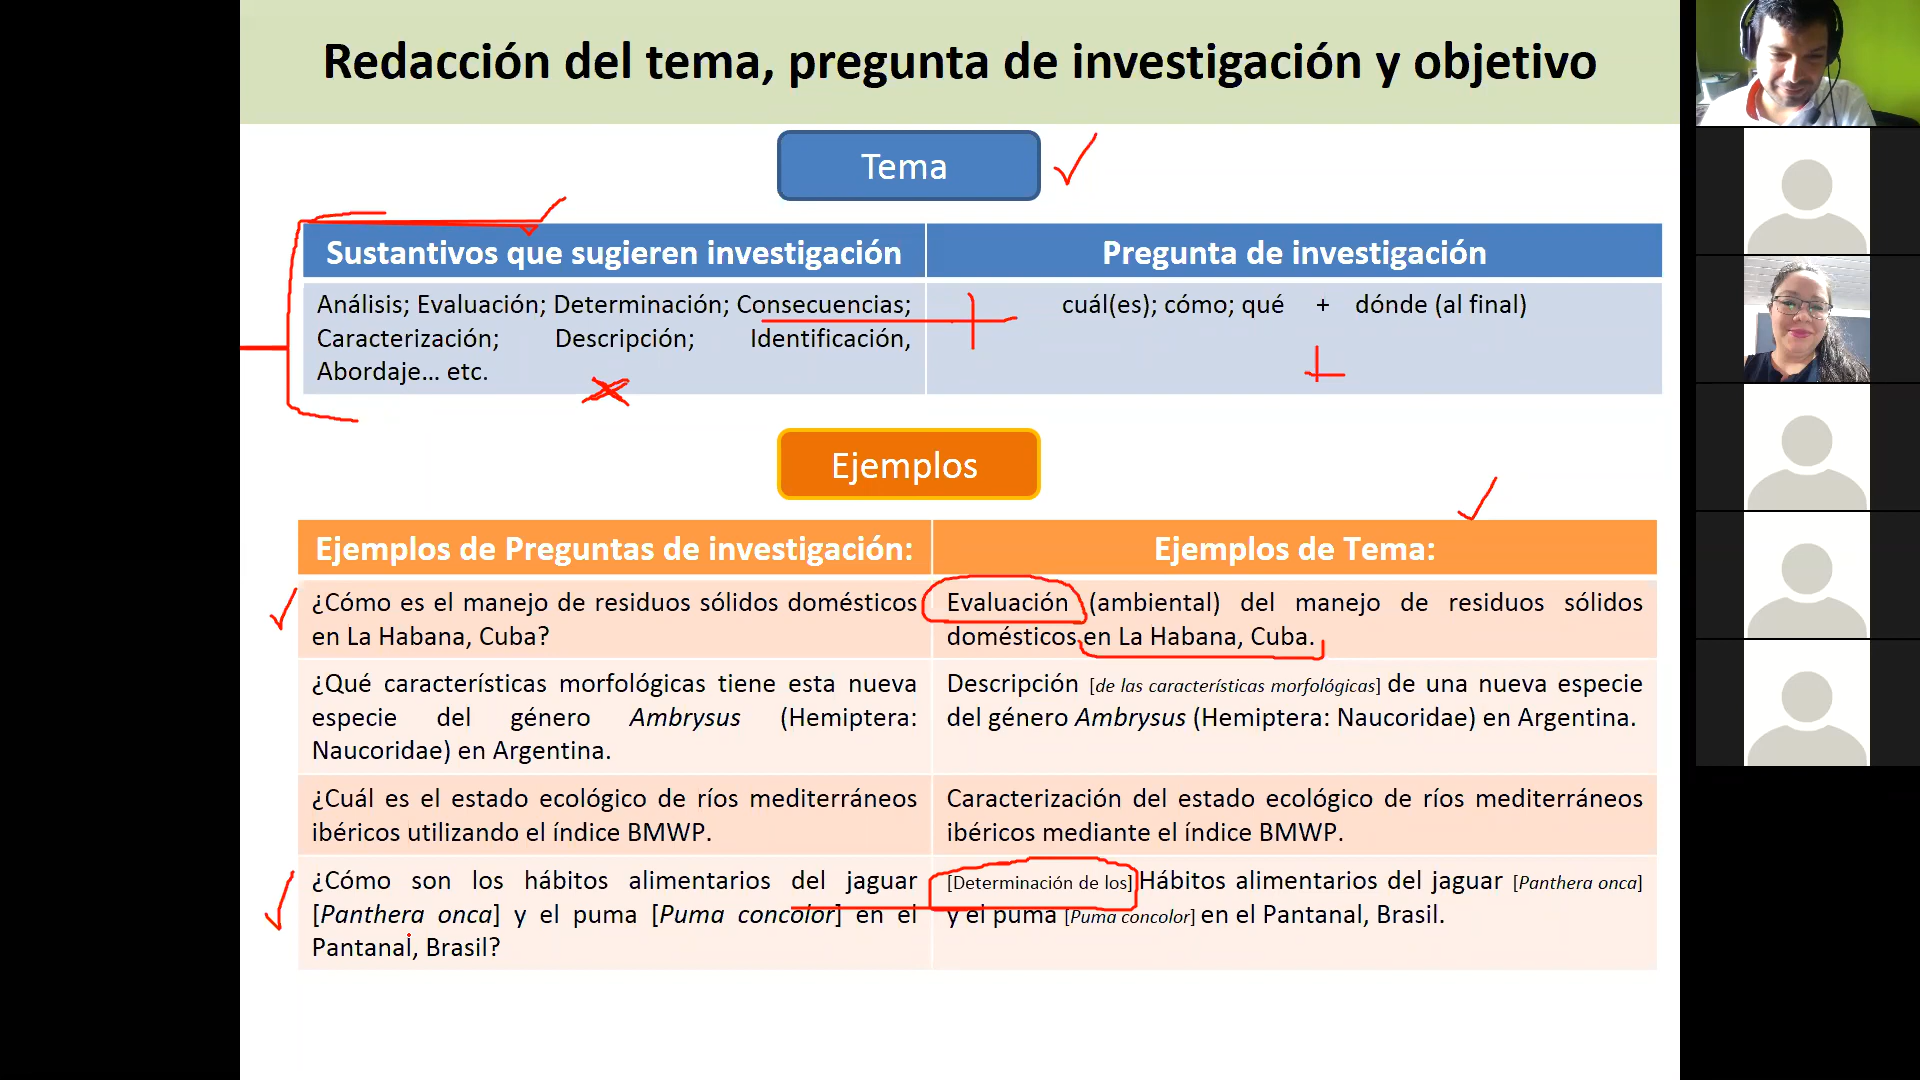 Redacción del tema, pregunta de investigación y objetivo
Tema
Sustantivos que sugieren investigación
Pregunta de investigación
Análisis; Evaluación; Determinación; Consecuencias;
Caracterización; Descripción; Identificación,
Abordaje... etc.
cuál(es); cómo; qué + dónde (al final)
Ejemplos
Ejemplos de Preguntas de investigación:
Ejemplos de Tema:
¿Cómo es el manejo de residuos sólidos domésticos
en La Habana, Cuba?
Evaluación (ambiental) del manejo de residuos sólidos
domésticos en La Habana, Cuba.
¿Qué características morfológicas tiene esta nueva
especie del género Ambrysus (Hemiptera:
Naucoridae) en Argentina.
Descripción [de las características morfológicas] de una nueva especie
del género Ambrysus (Hemiptera: Naucoridae) en Argentina.
¿Cuál es el estado ecológico de ríos mediterráneos
ibéricos utilizando el índice BMWP.
Caracterización del estado ecológico de ríos mediterráneos
ibéricos mediante el índice BMWP.
¿Cómo son los hábitos alimentarios del jaguar
[Panthera onca] y el puma [Puma concolor] en el
Pantanal, Brasil?
[Determinación de los] Hábitos alimentarios del jaguar [Panthera onca]
y el puma [Puma concolor] en el Pantanal, Brasil.